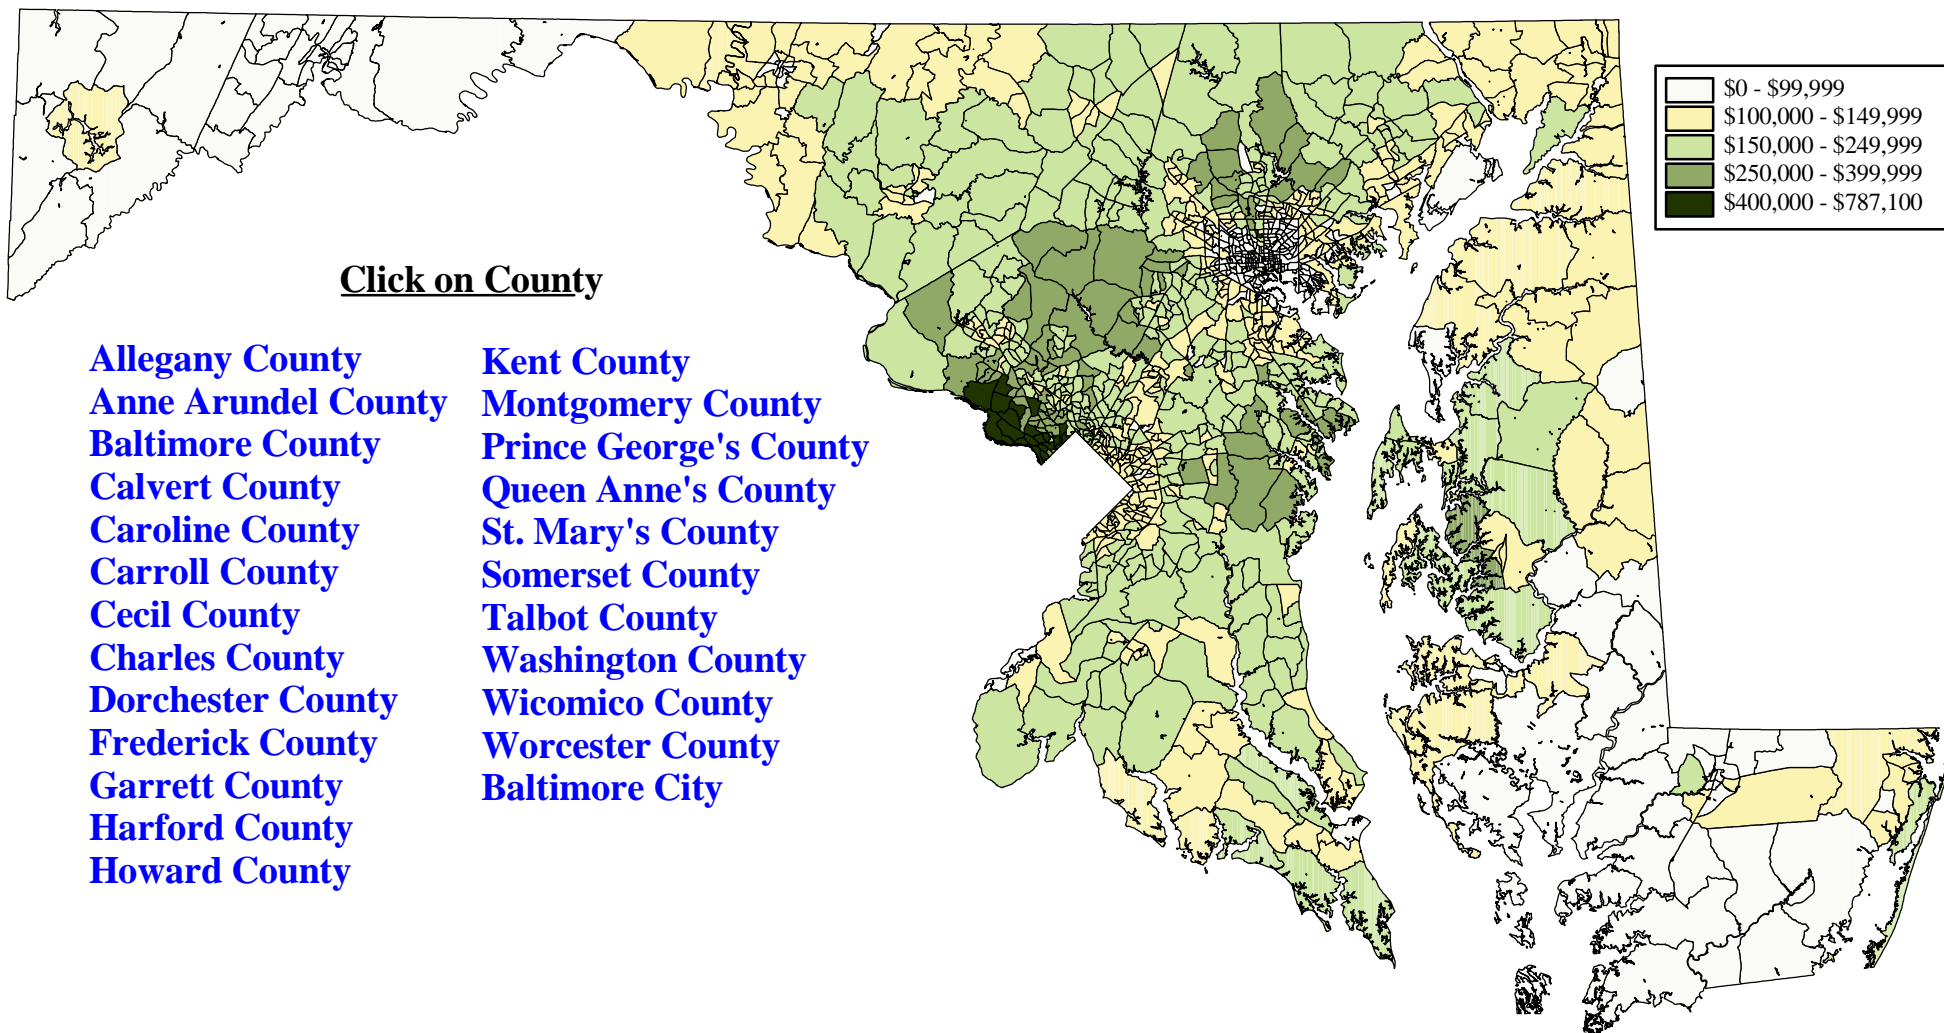 $0 - $99,999
$100,000 - $149,999
$150,000 - $249,999
$250,000 - $399,999
$400,000 - $787,100
Click on County
Allegany County
Anne Arundel County
Baltimore County
Calvert County
Caroline County
Carroll County
Cecil County
Charles County
Dorchester County
Frederick County
Garrett County
Harford County
Howard County
Kent County
Montgomery County
Prince George's County
Queen Anne's County
St. Mary's County
Somerset County
Talbot County
Washington County
Wicomico County
Worcester County
Baltimore City